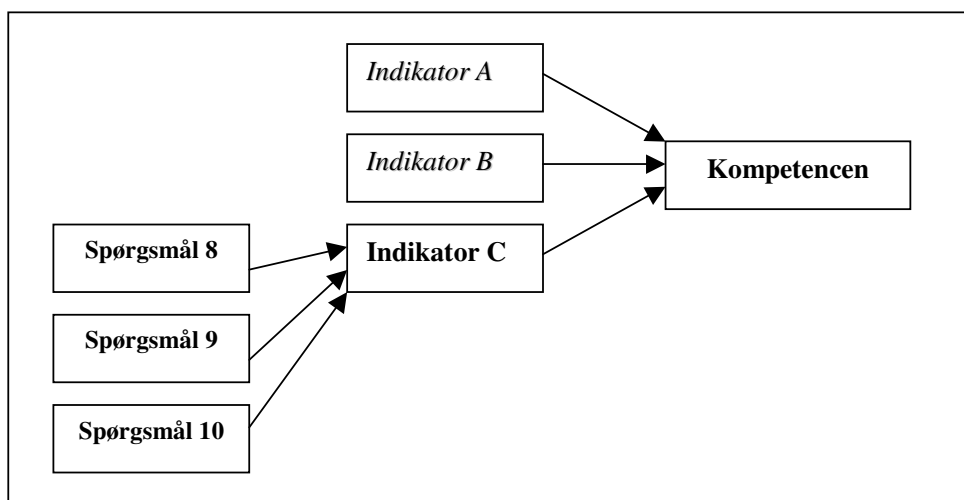 Indikator A
Indikator B
Kompetencen
Spørgsmål 8
Indikator C
Spørgsmål 9
Spørgsmål 10